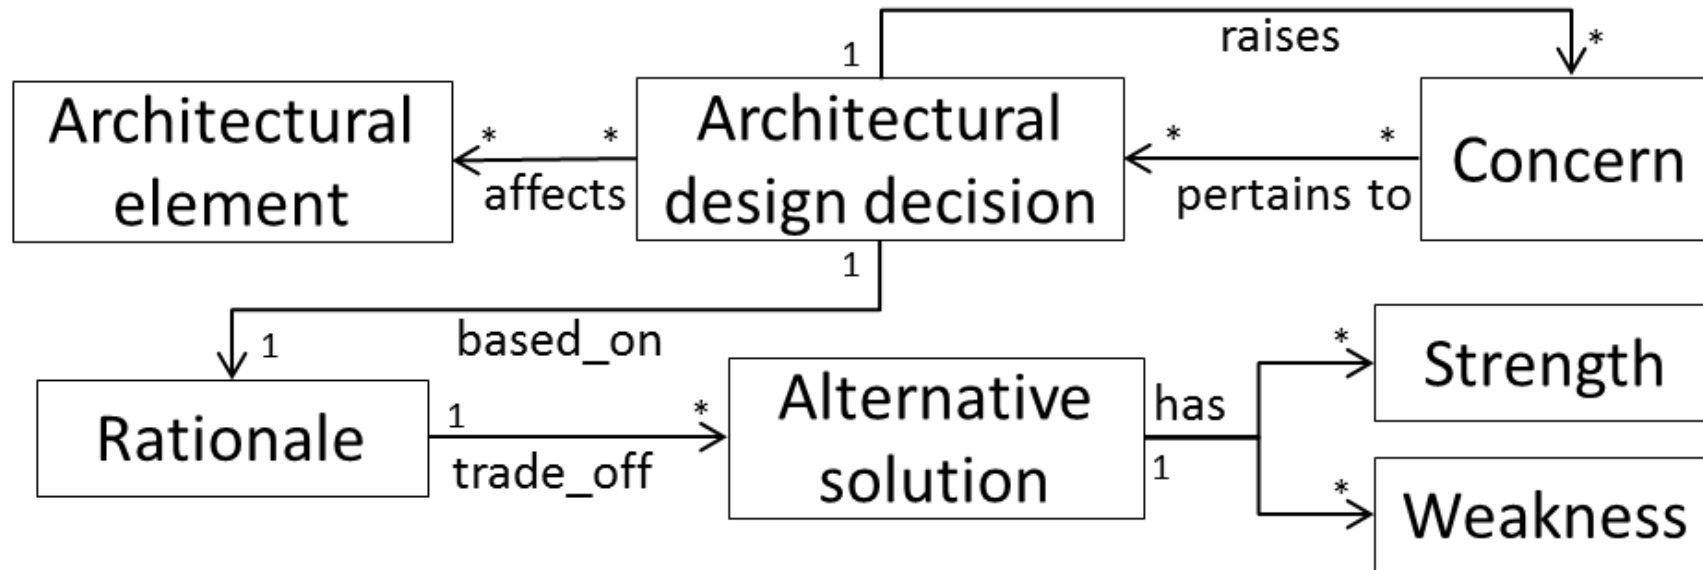 raises
1
*
Architectural
element
*
*
affects
Architectural
design decision
*
*
pertains to
Concern
1
1
based_on
Rationale
1
*
trade_off
Alternative
solution
has
1
*
Strength
*
Weakness